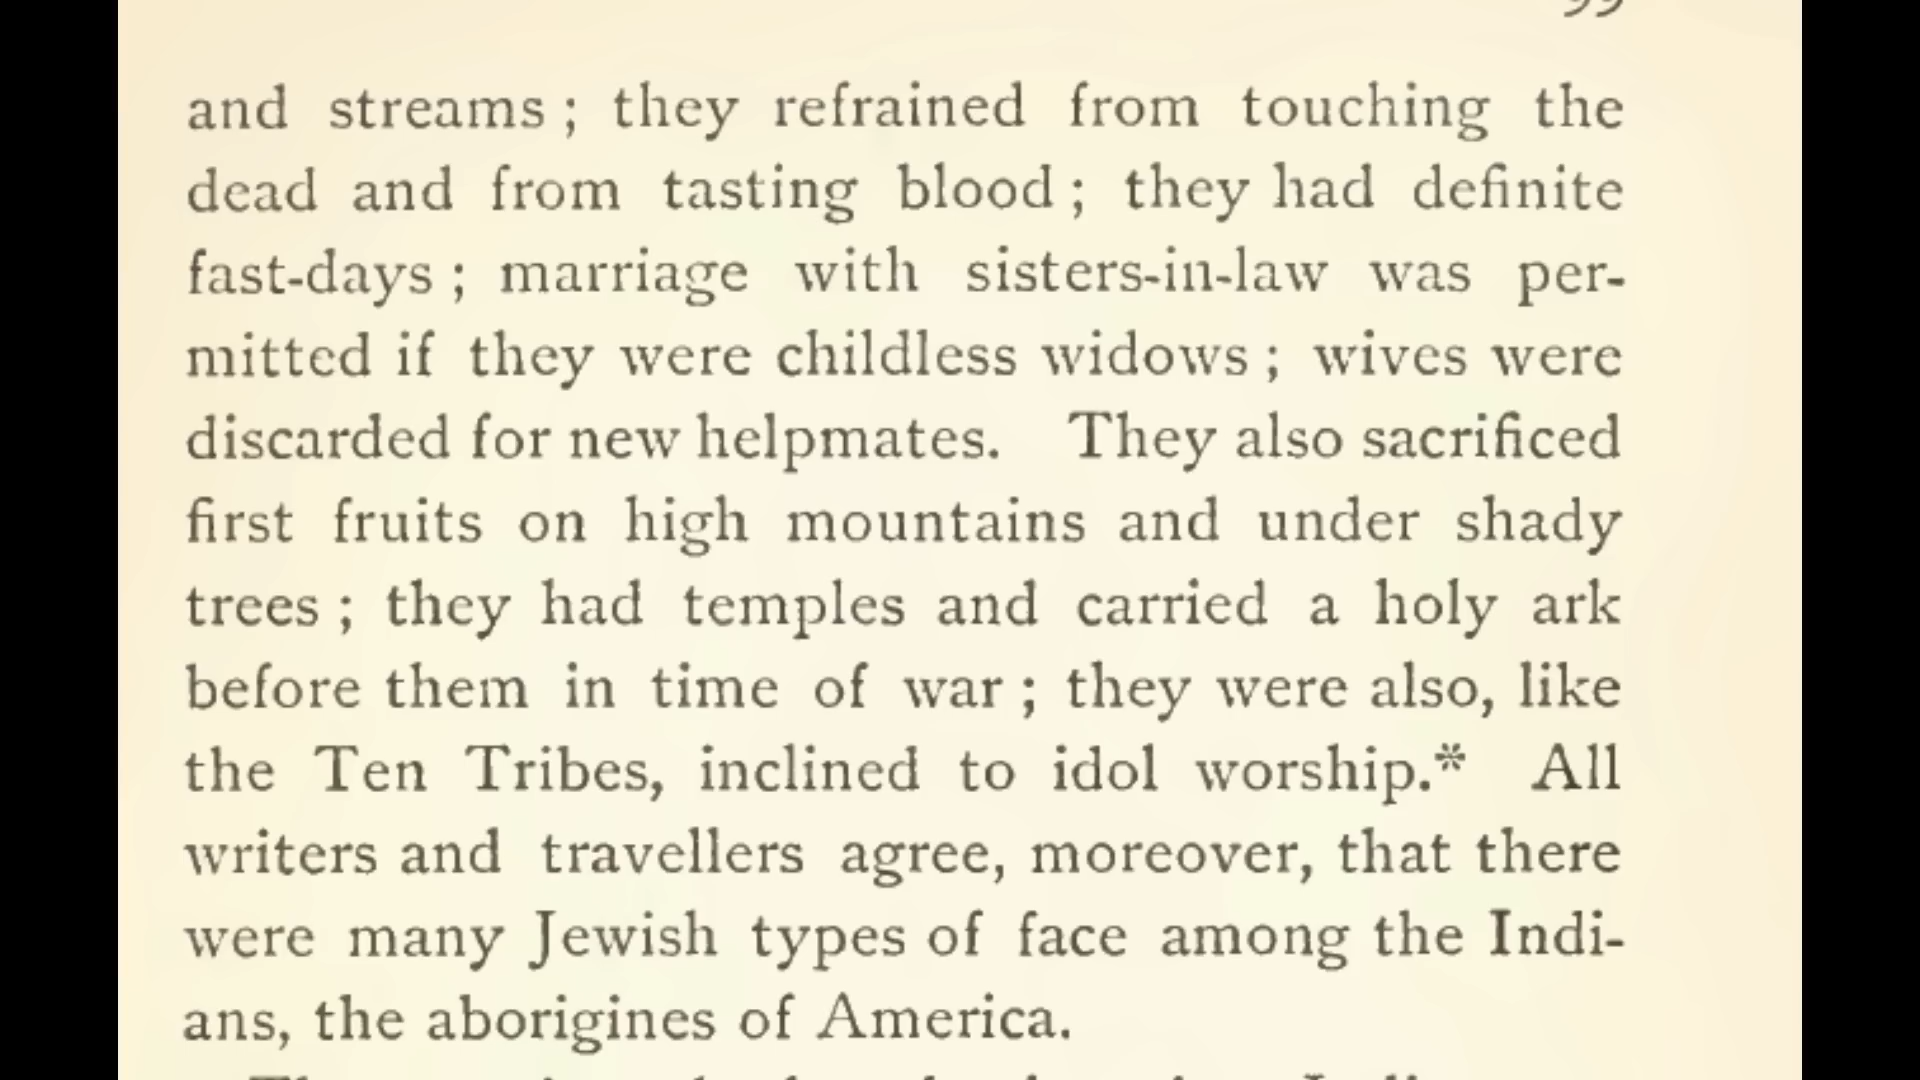 99
and streams ; they refrained from touching the
dead and from tasting blood ; they had definite
fast-days ; marriage with sisters-in-law was per-
mitted if they were childless widows ; wives were
discarded for new helpmates. They also sacrificed
first fruits on high mountains and under shady
trees ; they had temples and carried a holy ark
before them in time of war ; they were also, like
the Ten Tribes, inclined to idol worship.* All
writers and travellers agree, moreover, that there
were many Jewish types of face among the Indi-
ans, the aborigines of America.